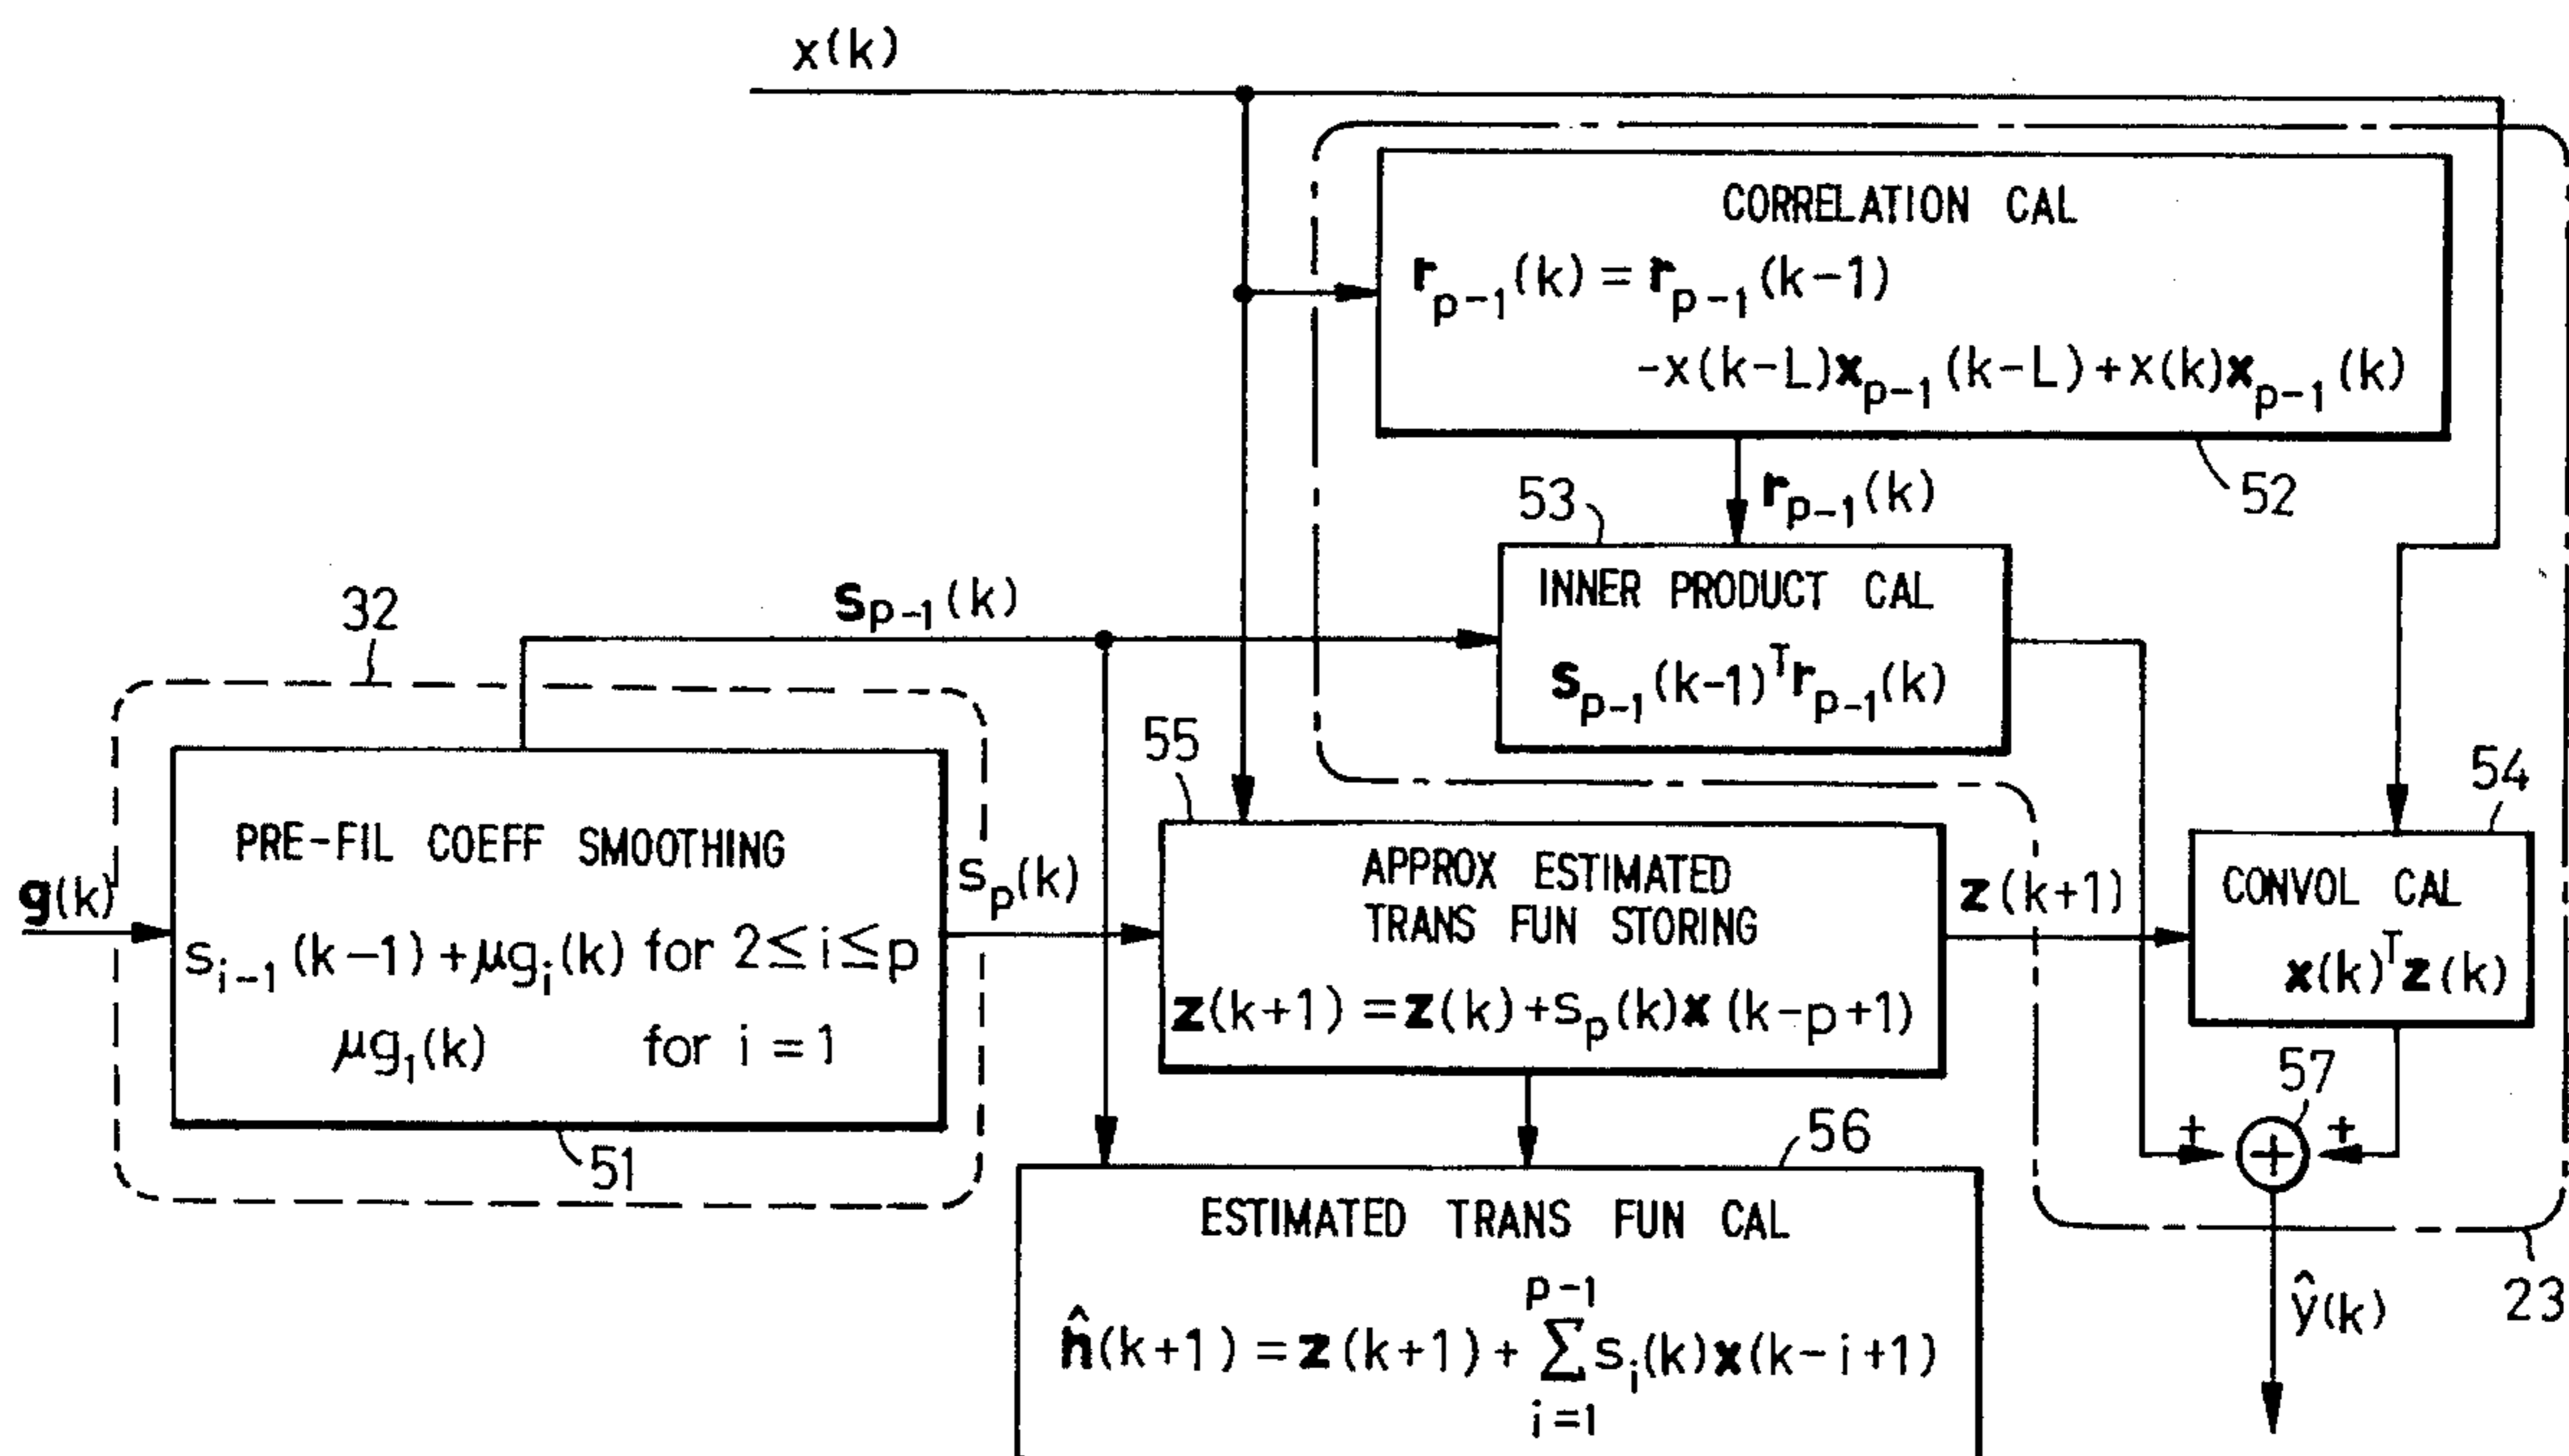 x(k)
CORRELATION CAL
r_{p-1}(k) = r_{p-1}(k-1)
-x(k-L)x_{p-1}(k-L)+x(k)x_{p-1}(k)
52
r_{p-1}(k)
53
INNER PRODUCT CAL
s_{p-1}(k-1)^T r_{p-1}(k)
s_{p-1}(k)
32
g(k)
PRE-FIL COEFF SMOOTHING
s_{i-1}(k-1)+μg_i(k) for 2≤i≤p
μg_1(k) for i=1
51
s_p(k)
55
APPROX ESTIMATED
TRANS FUN STORING
z(k+1)=z(k)+s_p(k)x(k-p+1)
z(k+1)
54
CONVOL CAL
x(k)^T z(k)
57
+ + +
56
ESTIMATED TRANS FUN CAL
ĥ(k+1)=z(k+1)+∑_{i=1}^{p-1} s_i(k)x(k-i+1)
ŷ(k)
23